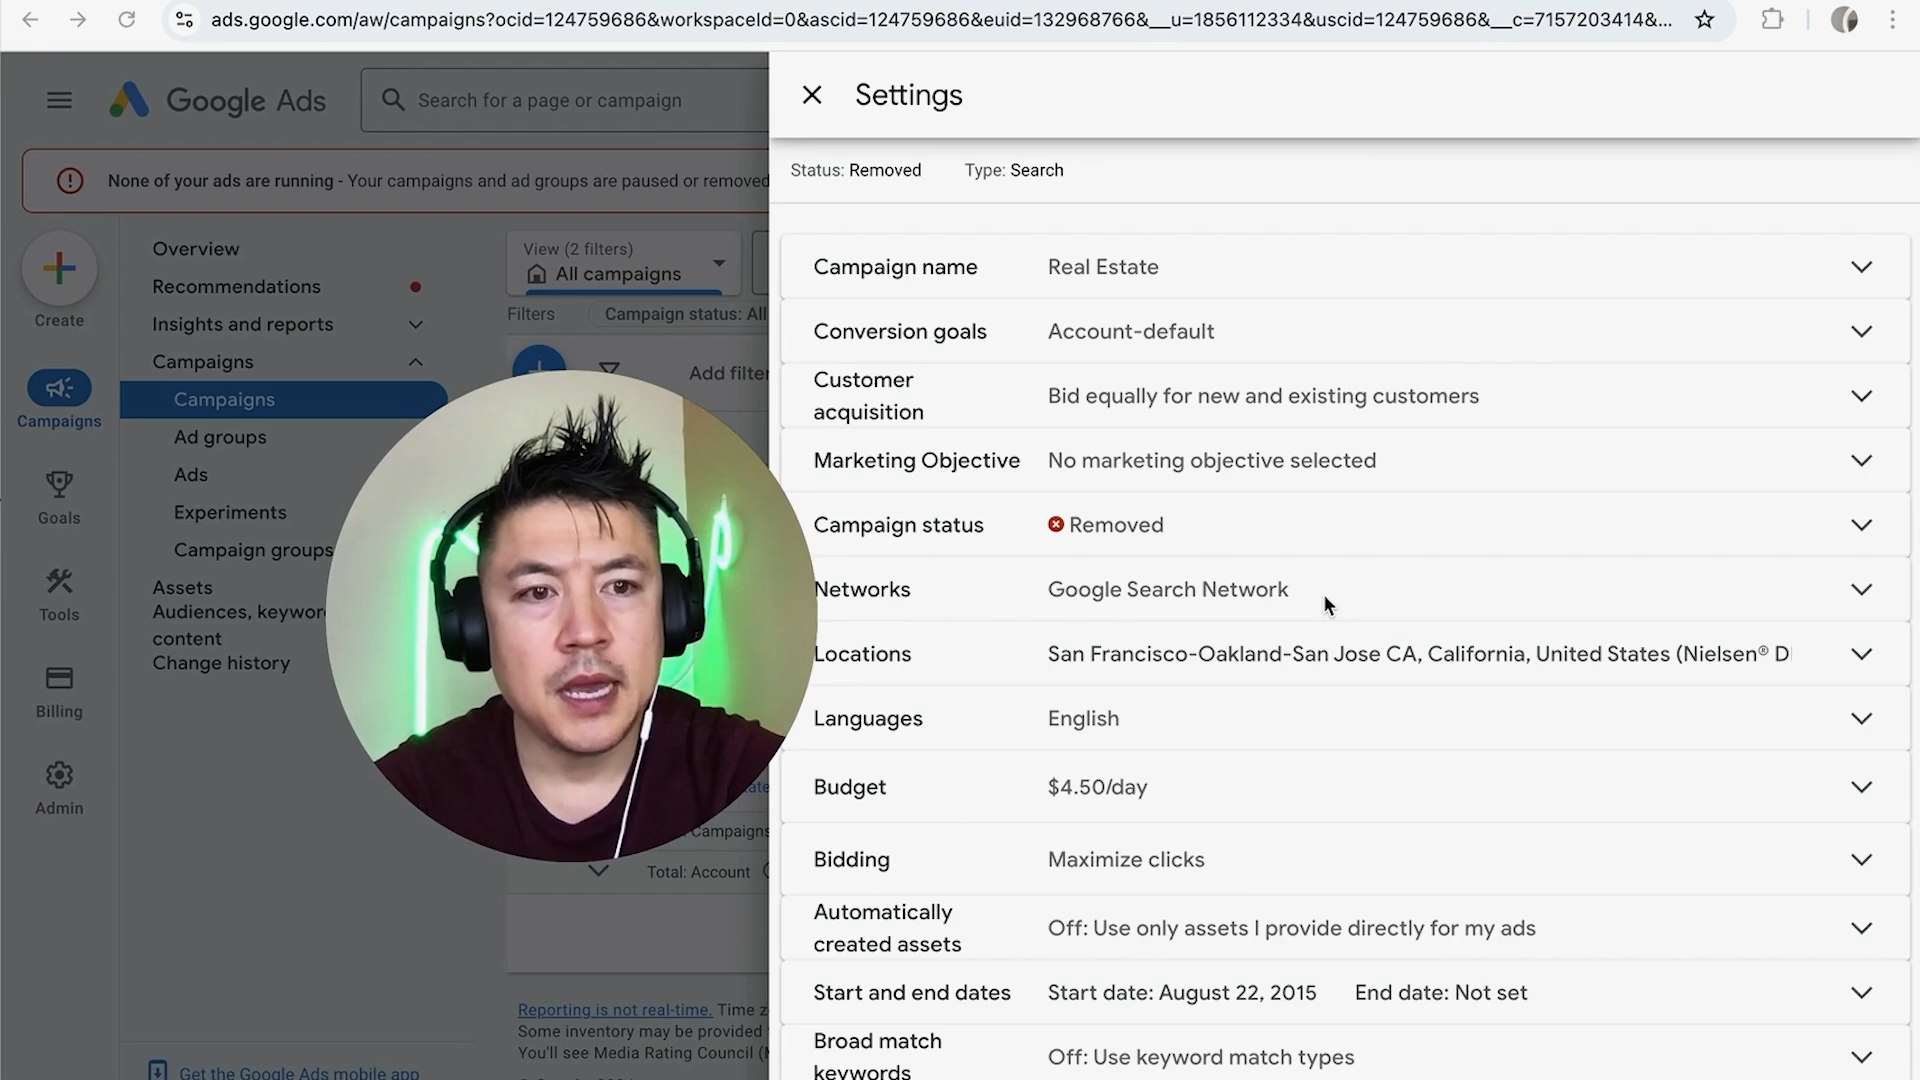 ads.google.com/aw/campaigns?ocid=124759686&workspaceId=0&ascid=124759686&euid=132968766&__u=1856112334&uscid=124759686&__c=7157203414&...
Google Ads
Search for a page or campaign
Settings
None of your ads are running - Your campaigns and ad groups are paused or removed
Status: Removed
Type: Search
Create
Campaigns
Goals
Tools
Billing
Admin
Overview
Recommendations
Insights and reports
Campaigns
Campaigns
Ad groups
Ads
Experiments
Campaign groups
Assets
Audiences, keywor
content
Change history
Get the Google Ads mobile app
View (2 filters)
All campaigns
Filters
Campaign status: All
Add filter
Campaigns
Total: Account
Reporting is not real-time. Time z
Some inventory may be provided
You'll see Media Rating Council (M
Campaign name
Real Estate
Conversion goals
Account-default
Customer
acquisition
Bid equally for new and existing customers
Marketing Objective
No marketing objective selected
Campaign status
Removed
Networks
Google Search Network
Locations
San Francisco-Oakland-San Jose CA, California, United States (Nielsen® D
Languages
English
Budget
$4.50/day
Bidding
Maximize clicks
Automatically
created assets
Off: Use only assets I provide directly for my ads
Start and end dates
Start date: August 22, 2015
End date: Not set
Broad match
keywords
Off: Use keyword match types